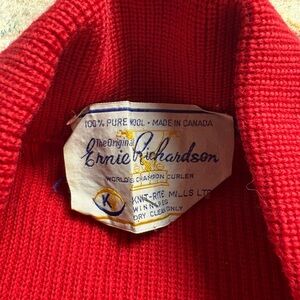 100% PURE WOOL • MADE IN CANADA
The Original
Ernie Richardson
WORLD'S CHAMPION CURLER
K
KNIT-RITE MILLS LTD
WINNIPEG
DRY CLEAN ONLY